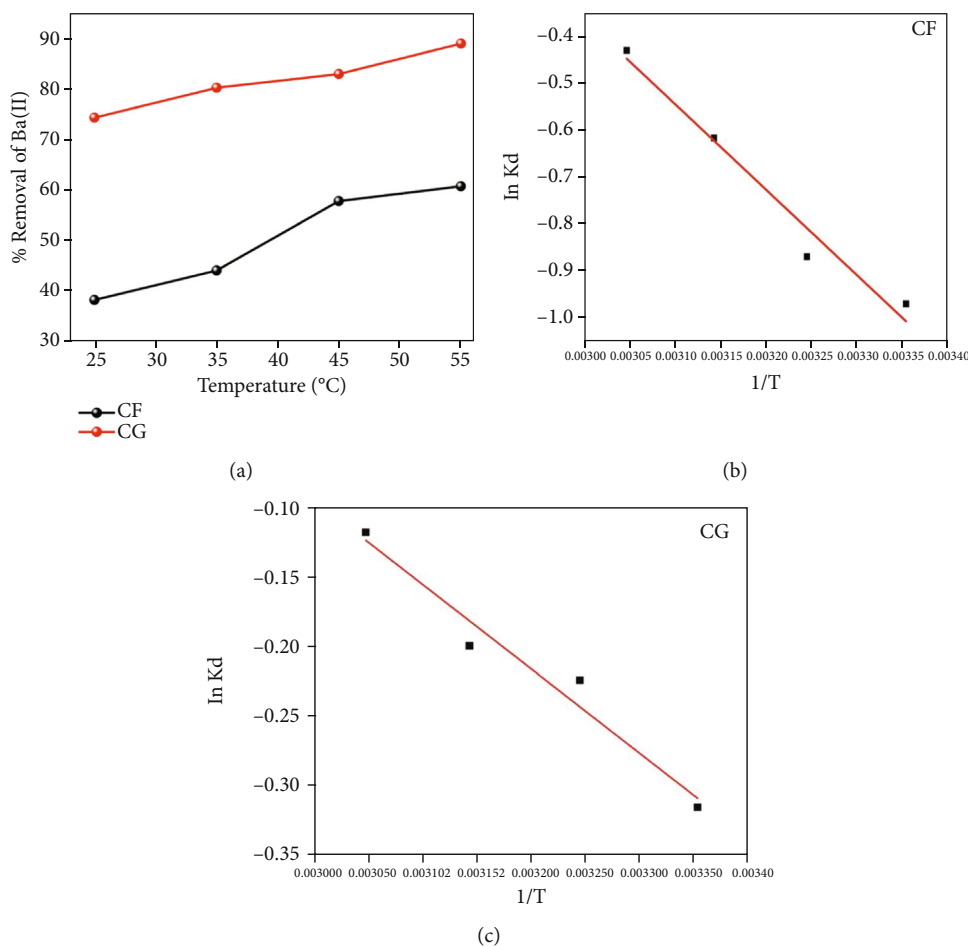 90
80
70
60
50
40
30
% Removal of Ba(II)
25 30 35 40 45 50 55
Temperature (°C)
CF
CG
(a)
CF
–0.4
–0.5
–0.6
–0.7
–0.8
–0.9
–1.0
In Kd
0.00300 0.00305 0.00310 0.00315 0.00320 0.00325 0.00330 0.00335 0.00340
1/T
(b)
CG
–0.10
–0.15
–0.20
–0.25
–0.30
–0.35
In Kd
0.003000 0.003050 0.003102 0.003152 0.003200 0.003250 0.003300 0.003350 0.00340
1/T
(c)